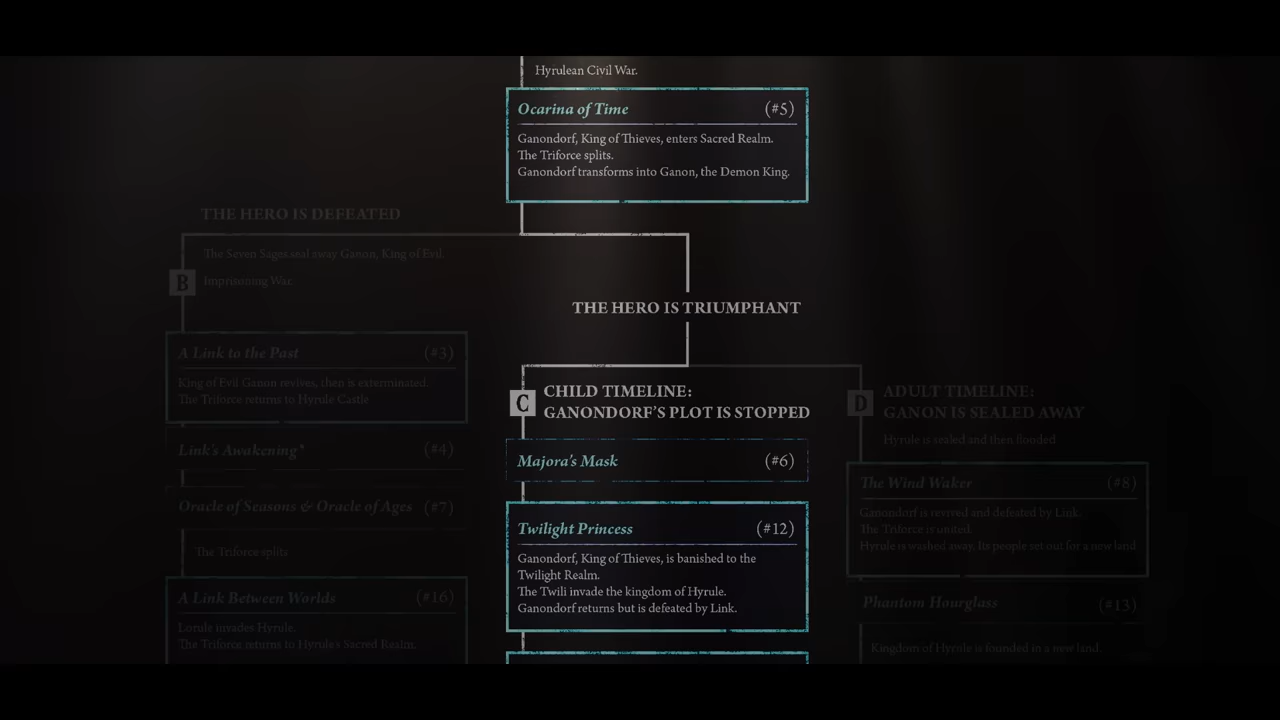 Hyrulean Civil War.
Ocarina of Time (#5)
Ganondorf, King of Thieves, enters Sacred Realm.
The Triforce splits.
Ganondorf transforms into Ganon, the Demon King.
THE HERO IS DEFEATED
The Seven Sages seal away Ganon, King of Evil.
B
Imprisoning War.
THE HERO IS TRIUMPHANT
A Link to the Past (#3)
King of Evil Ganon revives, then is exterminated.
The Triforce returns to Hyrule Castle
Link's Awakening* (#4)
Oracle of Seasons & Oracle of Ages (#7)
The Triforce splits
A Link Between Worlds (#16)
Lorule invades Hyrule.
The Triforce returns to Hyrule's Sacred Realm.
C
CHILD TIMELINE:
GANONDORF'S PLOT IS STOPPED
Majora's Mask (#6)
Twilight Princess (#12)
Ganondorf, King of Thieves, is banished to the
Twilight Realm.
The Twili invade the kingdom of Hyrule.
Ganondorf returns but is defeated by Link.
D
ADULT TIMELINE:
GANON IS SEALED AWAY
Hyrule is sealed and then flooded
The Wind Waker (#8)
Ganondorf is revived and defeated by Link.
The Triforce is united.
Hyrule is washed away. Its people set out for a new land
Phantom Hourglass (#13)
Kingdom of Hyrule is founded in a new land.